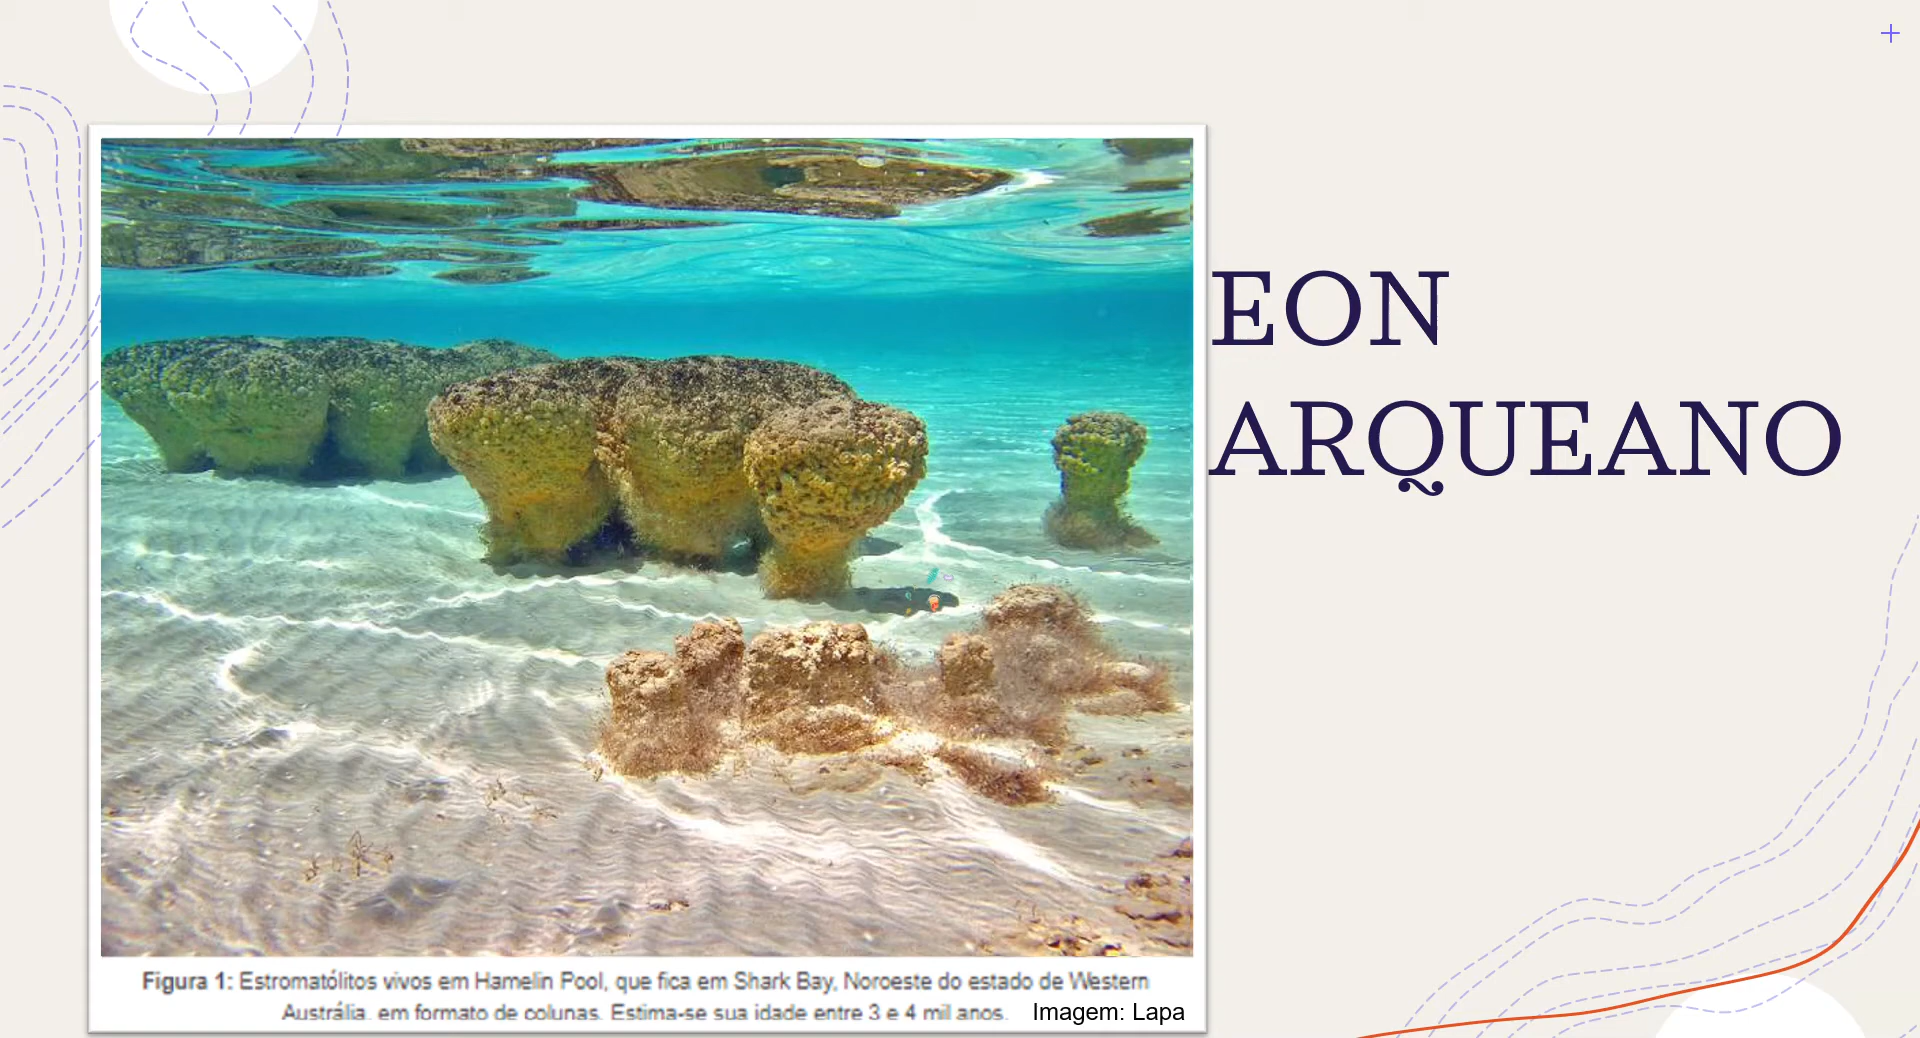 EON
ARQUEANO
Figura 1: Estromatólitos vivos em Hamelin Pool, que fica em Shark Bay, Noroeste do estado de Western
Austrália, em formato de colunas. Estima-se sua idade entre 3 e 4 mil anos.
Imagem: Lapa